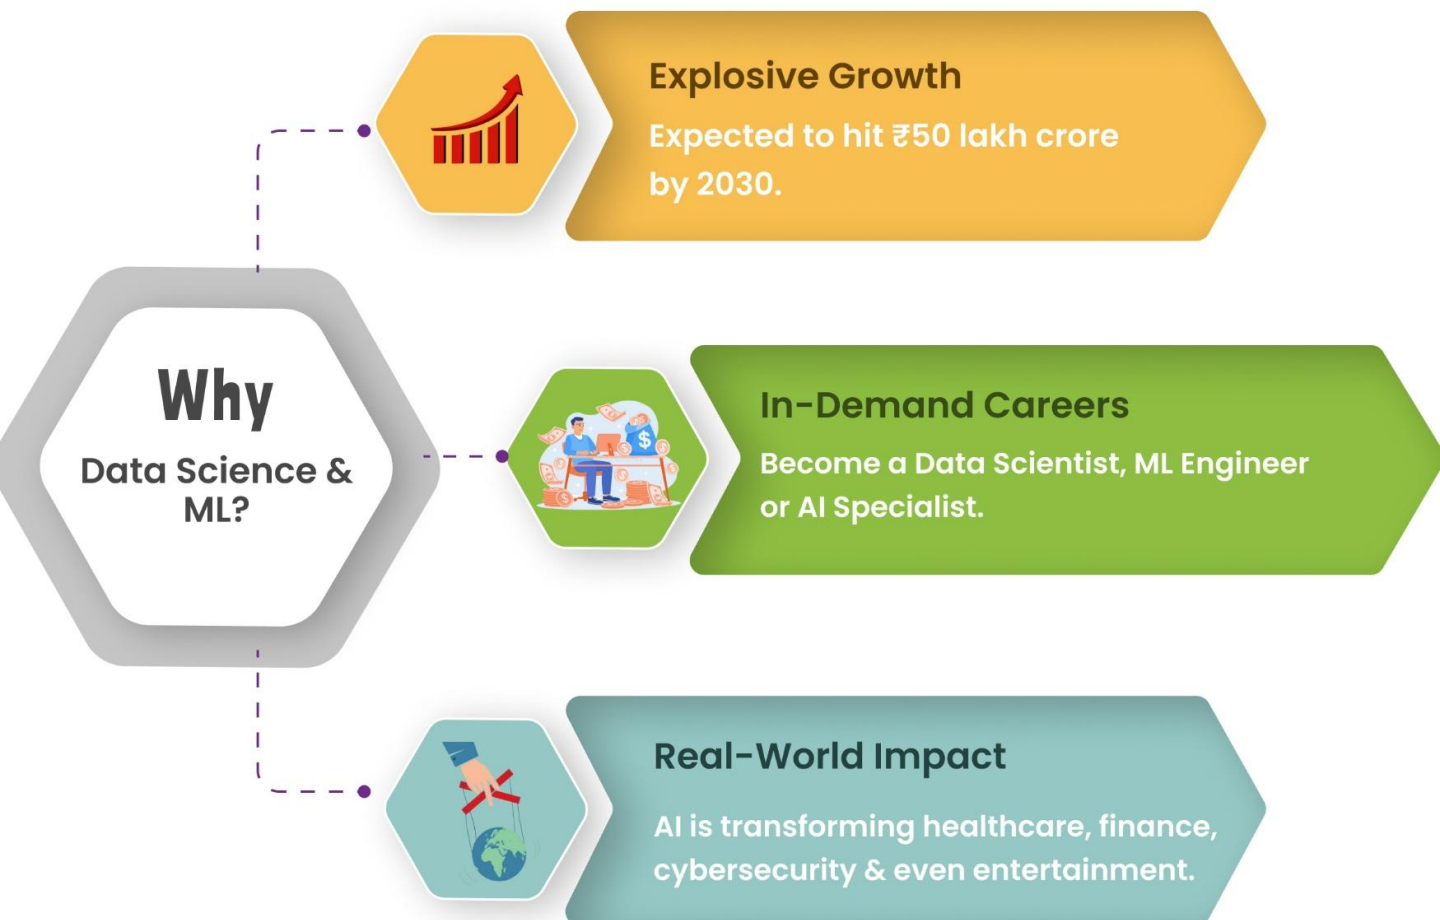 Explosive Growth
Expected to hit ₹50 lakh crore
by 2030.
Why
Data Science &
ML?
In-Demand Careers
Become a Data Scientist, ML Engineer
or AI Specialist.
Real-World Impact
AI is transforming healthcare, finance,
cybersecurity & even entertainment.